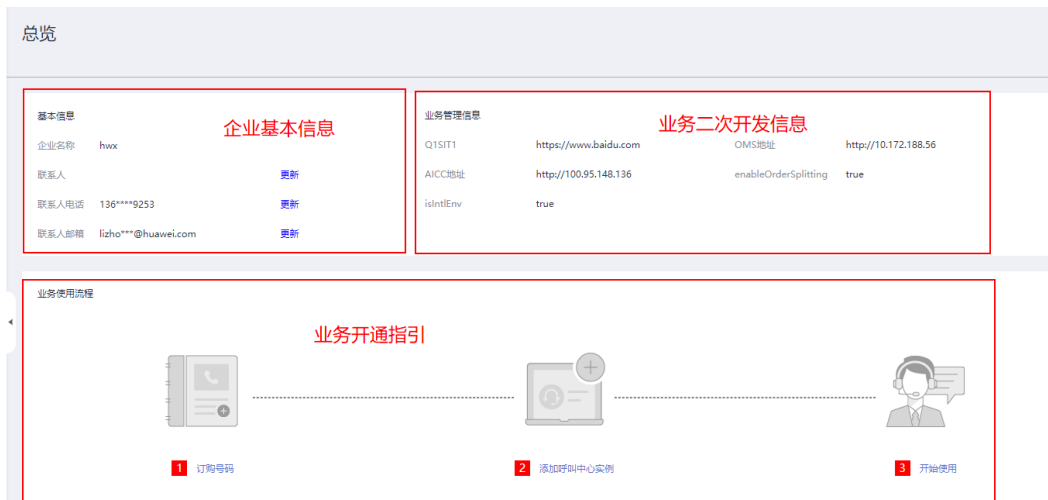 总览
基本信息
企业基本信息
企业名称 hwx
联系人 更新
联系人电话 136****9253 更新
联系人邮箱 lizho***@huawei.com 更新
业务管理信息
业务二次开发信息
Q1SIT1 https://www.baidu.com OMS地址 http://10.172.188.56
AICC地址 http://100.95.148.136 enableOrderSplitting true
isIntlEnv true
业务使用流程
业务开通指引
1 订购号码
2 添加呼叫中心实例
3 开始使用